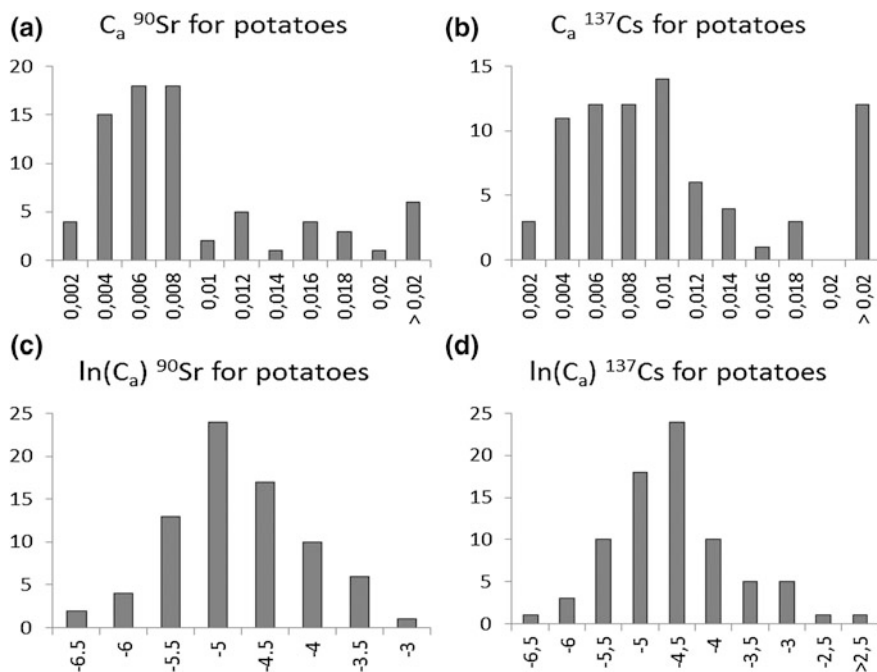 (a) Ca 90Sr for potatoes
20
15
10
5
0
0,002 0,004 0,006 0,008 0,01 0,012 0,014 0,016 0,018 0,02 > 0,02
(b) Ca 137Cs for potatoes
15
10
5
0
0,002 0,004 0,006 0,008 0,01 0,012 0,014 0,016 0,018 0,02 > 0,02
(c) ln(Ca) 90Sr for potatoes
25
20
15
10
5
0
-6.5 -6 -5.5 -5 -4.5 -4 -3.5 -3
(d) ln(Ca) 137Cs for potatoes
25
20
15
10
5
0
-6,5 -6 -5,5 -5 -4,5 -4 -3,5 -3 -2,5 >2,5